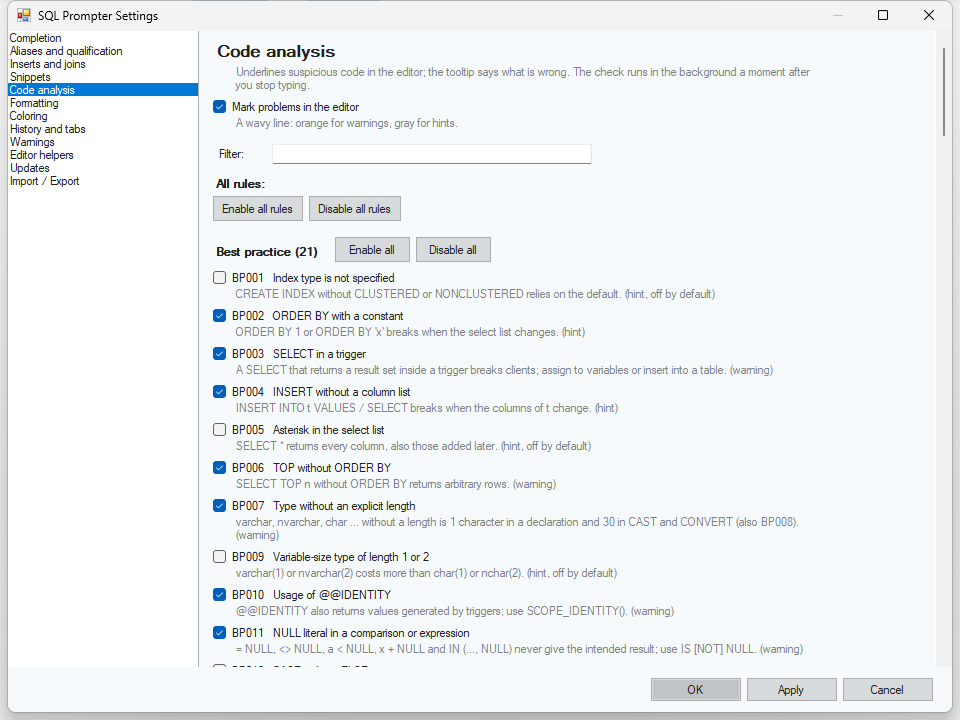 SQL Prompter Settings
Completion
Aliases and qualification
Inserts and joins
Snippets
Code analysis
Formatting
Coloring
History and tabs
Warnings
Editor helpers
Updates
Import / Export
Code analysis
Underlines suspicious code in the editor; the tooltip says what is wrong. The check runs in the background a moment after
you stop typing.
Mark problems in the editor
A wavy line: orange for warnings, gray for hints.
Filter:
All rules:
Enable all rules Disable all rules
Best practice (21) Enable all Disable all
BP001 Index type is not specified
CREATE INDEX without CLUSTERED or NONCLUSTERED relies on the default. (hint, off by default)
BP002 ORDER BY with a constant
ORDER BY 1 or ORDER BY 'x' breaks when the select list changes. (hint)
BP003 SELECT in a trigger
A SELECT that returns a result set inside a trigger breaks clients; assign to variables or insert into a table. (warning)
BP004 INSERT without a column list
INSERT INTO t VALUES / SELECT breaks when the columns of t change. (hint)
BP005 Asterisk in the select list
SELECT * returns every column, also those added later. (hint, off by default)
BP006 TOP without ORDER BY
SELECT TOP n without ORDER BY returns arbitrary rows. (warning)
BP007 Type without an explicit length
varchar, nvarchar, char ... without a length is 1 character in a declaration and 30 in CAST and CONVERT (also BP008).
(warning)
BP009 Variable-size type of length 1 or 2
varchar(1) or nvarchar(2) costs more than char(1) or nchar(2). (hint, off by default)
BP010 Usage of @@IDENTITY
@@IDENTITY also returns values generated by triggers; use SCOPE_IDENTITY(). (warning)
BP011 NULL literal in a comparison or expression
= NULL, <> NULL, a < NULL, x + NULL and IN (..., NULL) never give the intended result; use IS [NOT] NULL. (warning)
OK Apply Cancel